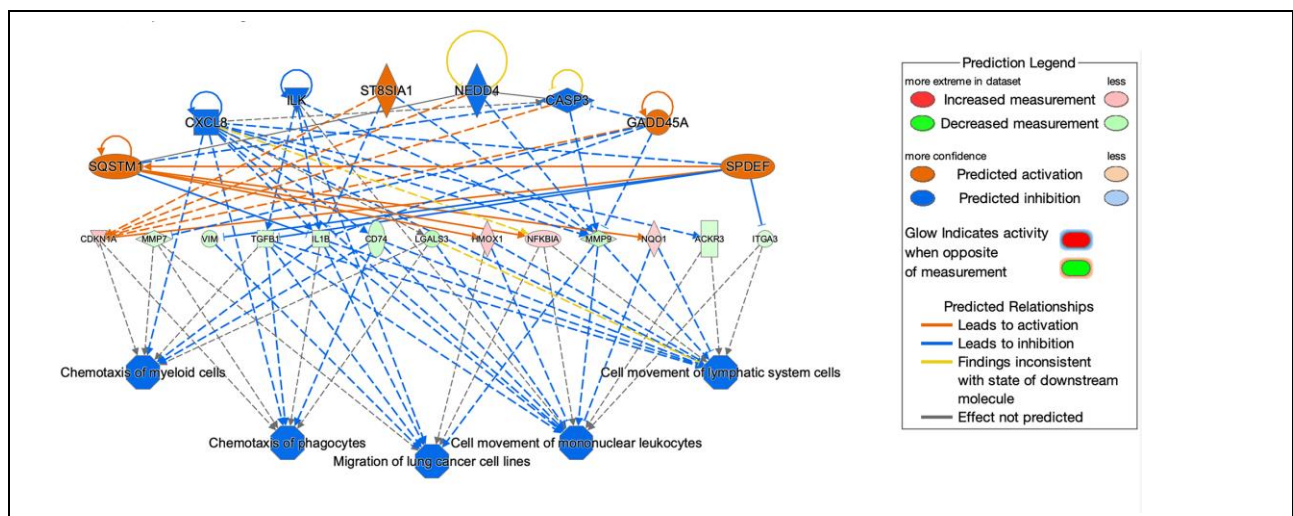 ST8SIA1
NEDD4
ILK
CASP3
CXCL8
GADD45A
SQSTM1
SPDEF
CDKN1A
MMP7
VIM
TGFB1
IL1B
CD74
LGALS3
HMOX1
NFKBIA
MMP9
NQO1
ACKR3
ITGA3
Chemotaxis of myeloid cells
Cell movement of lymphatic system cells
Chemotaxis of phagocytes
Cell movement of mononuclear leukocytes
Migration of lung cancer cell lines
Prediction Legend
more extreme in dataset
less
Increased measurement
Decreased measurement
more confidence
less
Predicted activation
Predicted inhibition
Glow Indicates activity
when opposite
of measurement
Predicted Relationships
Leads to activation
Leads to inhibition
Findings inconsistent
with state of downstream
molecule
Effect not predicted